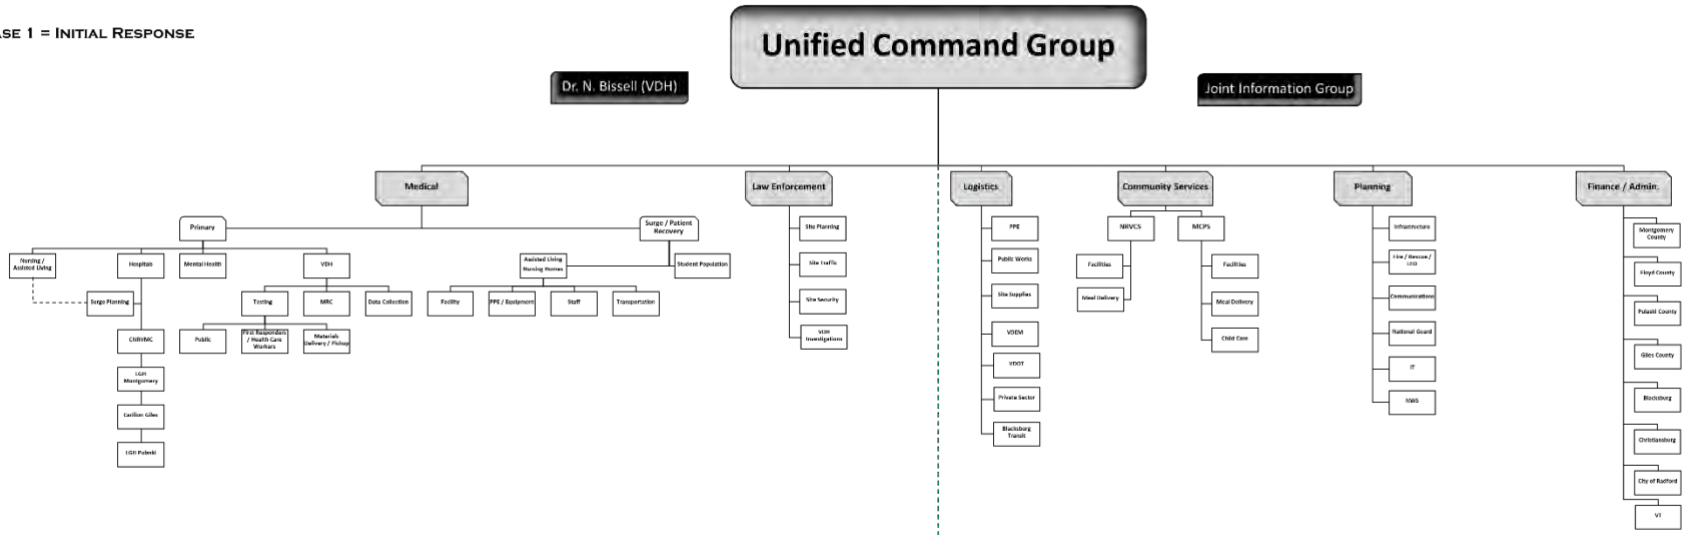 ASE 1 = INITIAL RESPONSE
Unified Command Group
Dr. N. Bissell (VDH)
Joint Information Group
Medical
Law Enforcement
Logistics
Community Services
Planning
Finance / Admin.
Primary
Surge / Patient
Recovery
Nursing /
Assisted Living
Hospitals
Mental Health
VDH
Assisted Living
Nursing Homes
Student Population
Surge Planning
Testing
MRC
Data Collection
Facility
PPE / Equipment
Staff
Transportation
CNRVMC
Public
First Responders
/ Health Care
Workers
Materials
Delivery / Pickup
LGH
Montgomery
Carilion Giles
LGH Pulaski
Site Planning
Site Traffic
Site Security
VDH
Investigations
PPE
Public Works
Site Supplies
VDEM
VDOT
Private Sector
Blacksburg
Transit
NRVCS
MCPS
Facilities
Meal Delivery
Facilities
Meal Delivery
Child Care
Infrastructure
Fire / Rescue /
Communications
National Guard
IT
NWS
Montgomery
County
Floyd County
Pulaski County
Giles County
Blacksburg
Christiansburg
City of Radford
VT